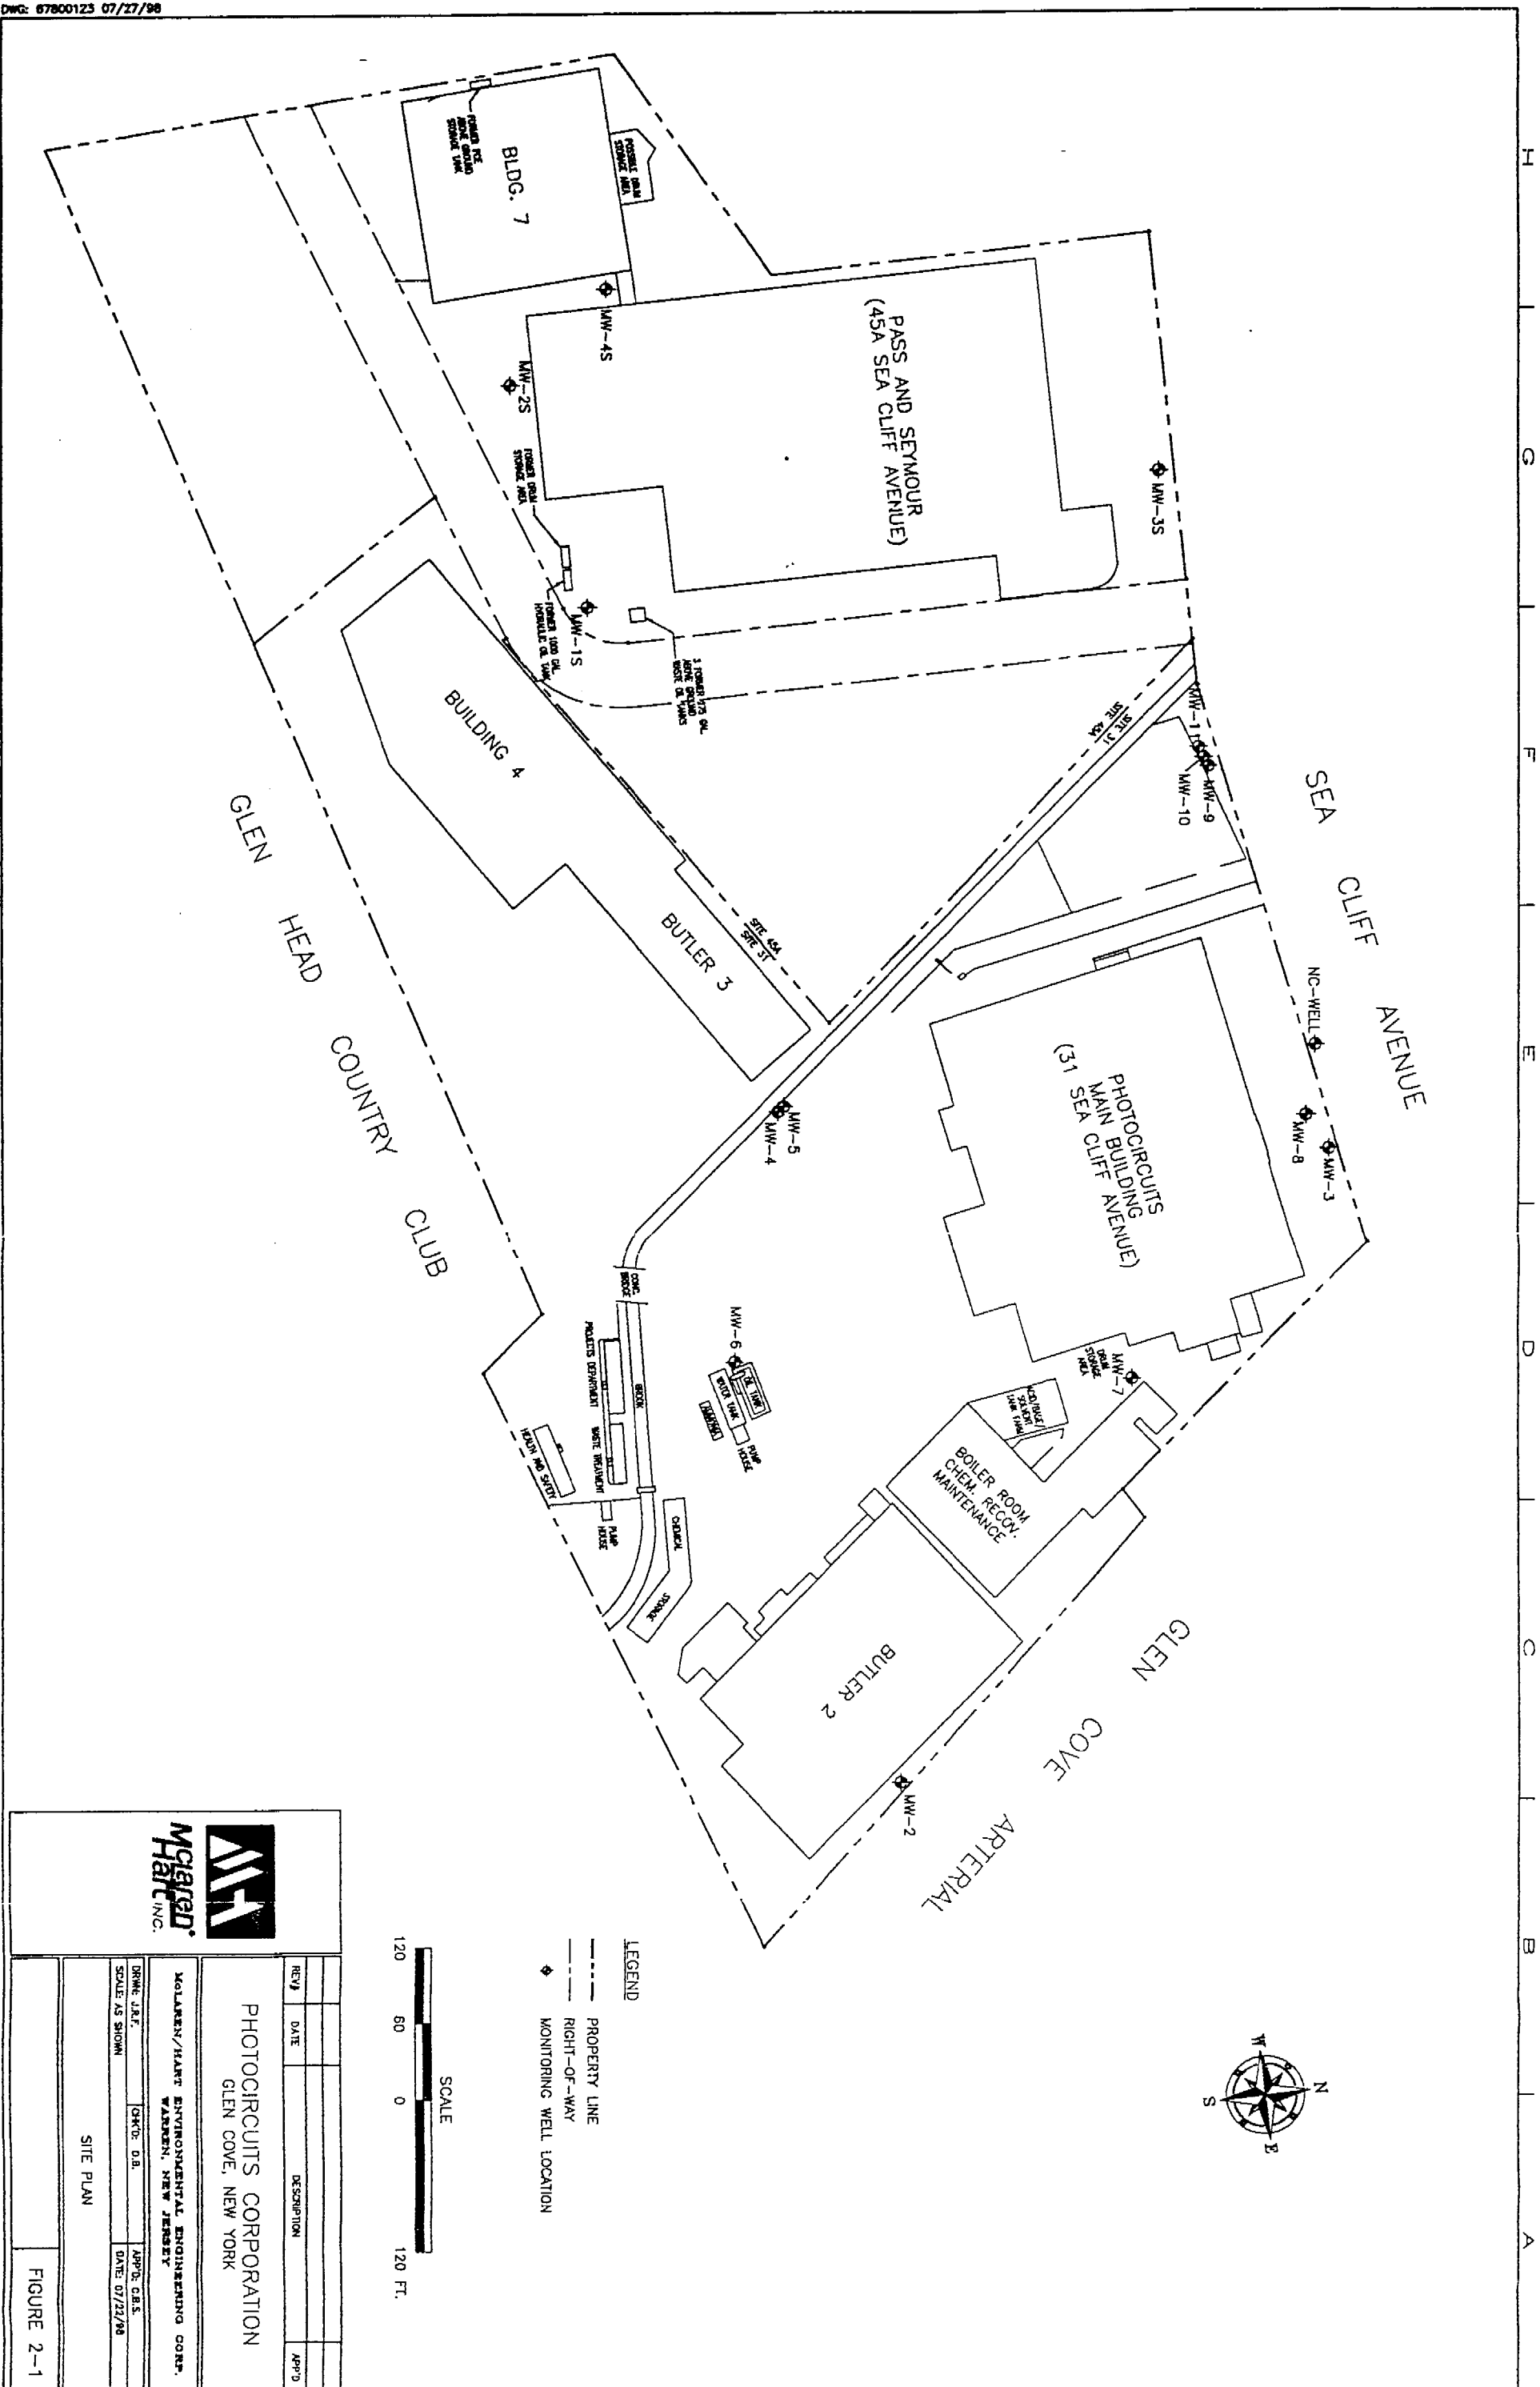 DWG: 67800123 07/27/98
H
G
F
E
D
C
B
A
FORMER PCE
ABOVE GROUND
STORAGE TANK
BLDG. 7
POSSIBLE DRUM
STORAGE AREA
MW-4S
MW-2S
PASS AND SEYMOUR
(45A SEA CLIFF AVENUE)
MW-3S
FORMER DRUM
STORAGE AREA
FORMER 1000 GAL.
HYDRAULIC OIL TANK
MW-1S
3 FORMER 275 GAL.
ABOVE GROUND
WASTE OIL TANKS
SITE 31
SITE 45A
MW-11
MW-10
MW-9
SEA CLIFF AVENUE
BUILDING 4
BUTLER 3
SITE 45A
SITE 31
GLEN HEAD COUNTRY CLUB
NC-WELL
MW-8
MW-3
PHOTOCIRCUITS
MAIN BUILDING
(31 SEA CLIFF AVENUE)
MW-5
MW-4
CONC.
BRIDGE
BROOK
PROJECTS DEPARTMENT
WASTE TREATMENT
HEALTH AND SAFETY
PUMP
HOUSE
CHEMICAL STORAGE
MW-6
OIL TANK
WATER TANK
PUMP
HOUSE
MW-7
DRUM
STORAGE
AREA
ACID/BASE/
SOLVENT
TANK FARM
BOILER ROOM
CHEM. RECOV.
MAINTENANCE
BUTLER 2
MW-2
GLEN COVE ARTERIAL
N
E
S
W
LEGEND
PROPERTY LINE
RIGHT-OF-WAY
MONITORING WELL LOCATION
SCALE
120 60 0 120 FT.
REV# DATE DESCRIPTION APP'D
PHOTOCIRCUITS CORPORATION
GLEN COVE, NEW YORK
McLaren
Hart INC.
McLAREN/HART ENVIRONMENTAL ENGINEERING CORP.
WARREN, NEW JERSEY
DRWN: J.R.F. CHK'D: D.B. APP'D: C.B.S.
SCALE: AS SHOWN DATE: 07/22/98
SITE PLAN
FIGURE 2-1